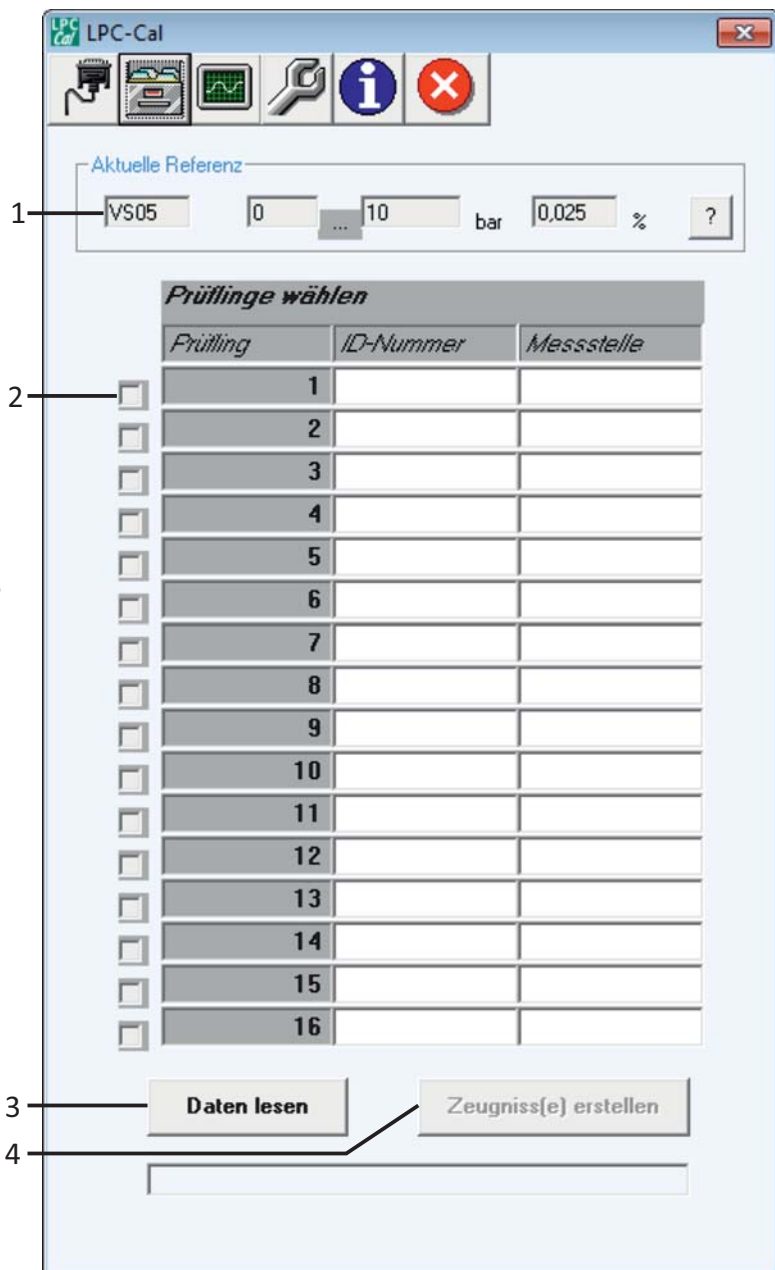 LPC Cal LPC-Cal
Aktuelle Referenz
1 VS05 0 ... 10 bar 0,025 % ?
Prüflinge wählen
Prüfling ID-Nummer Messstelle
2 1
2
3
4
5
6
7
8
9
10
11
12
13
14
15
16
3 Daten lesen Zeugniss(e) erstellen
4